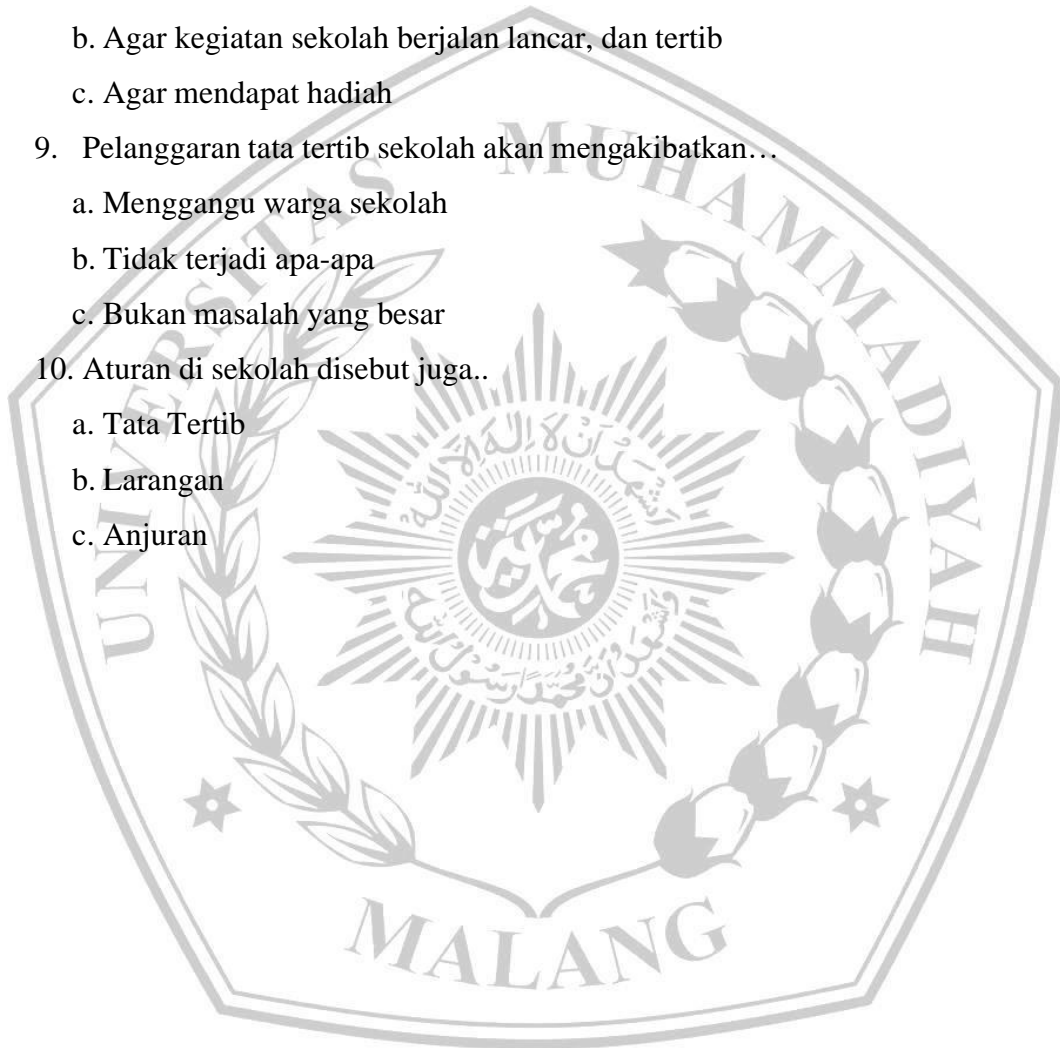 b. Agar kegiatan sekolah berjalan lancar, dan tertib
c. Agar mendapat hadiah
9. Pelanggaran tata tertib sekolah akan mengakibatkan…
a. Menggangu warga sekolah
b. Tidak terjadi apa-apa
c. Bukan masalah yang besar
10. Aturan di sekolah disebut juga..
a. Tata Tertib
b. Larangan
c. Anjuran
UNIVERSITAS MUHAMMADIYAH
MALANG